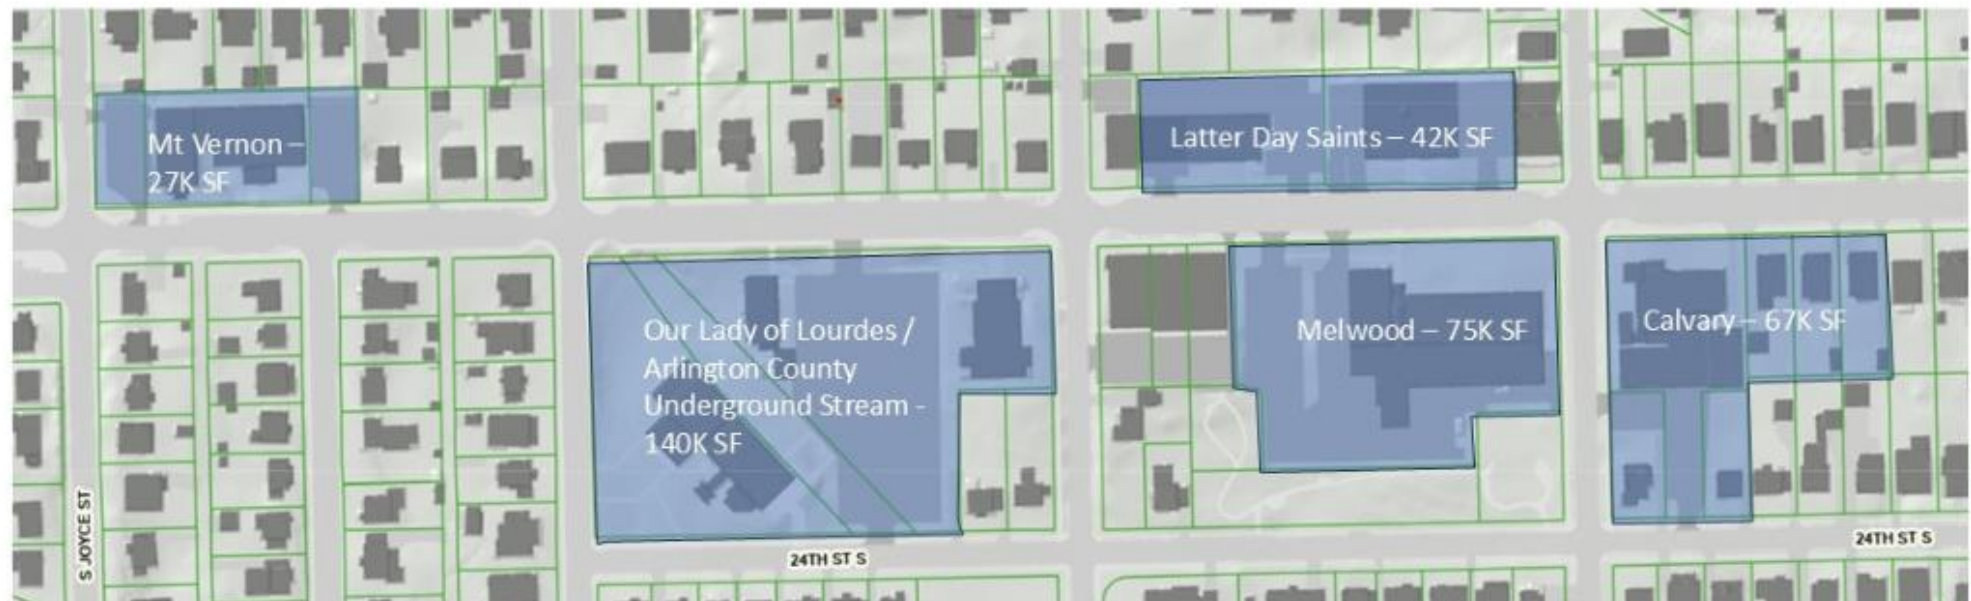 Mt Vernon –
27K SF
Latter Day Saints – 42K SF
Our Lady of Lourdes /
Arlington County
Underground Stream -
140K SF
Melwood – 75K SF
Calvary – 67K SF
S JOYCE ST
24TH ST S
24TH ST S